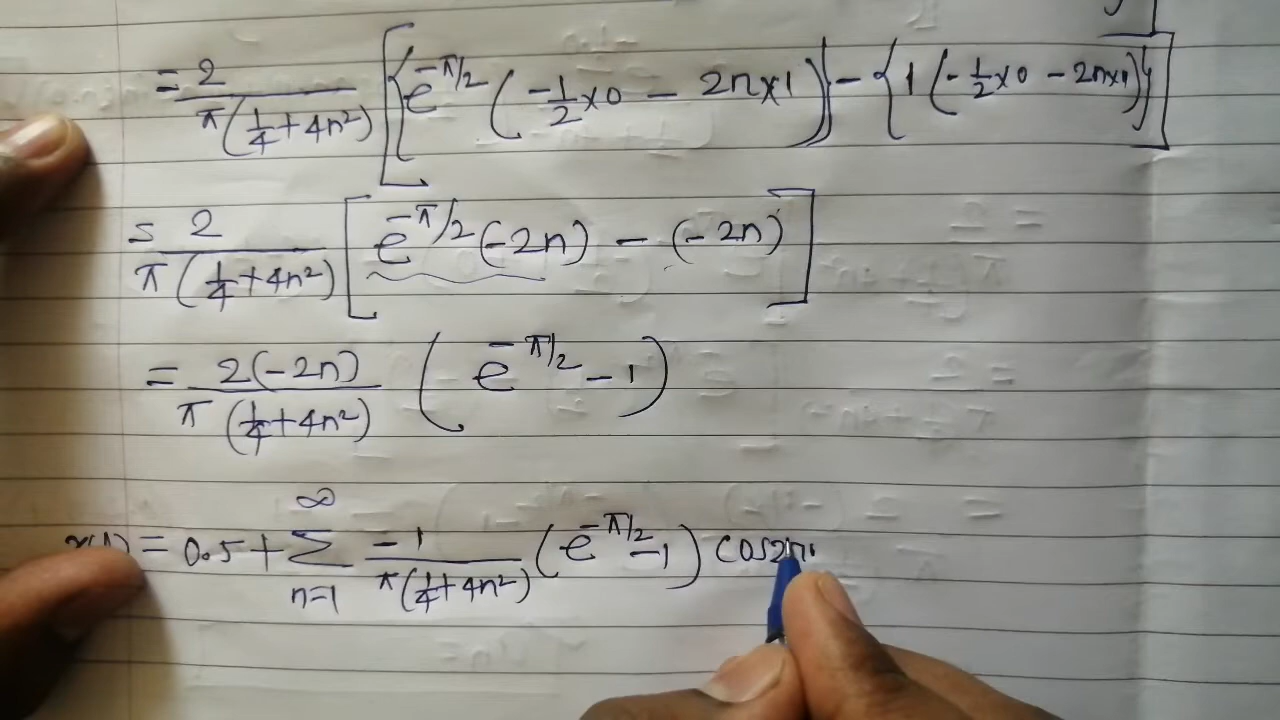 = 2/π(1/4+4n²) [{e^-π/2 (-1/2×0 - 2n×1)} - {1(-1/2×0 - 2n×1)}]
= 2/π(1/4+4n²) [e^-π/2(-2n) - (-2n)]
= 2(-2n)/π(1/4+4n²) (e^-π/2 - 1)
= 0.5 + ∑_{n=1}^{∞} -1/π(1/4+4n²) (e^-π/2 - 1) cos2n